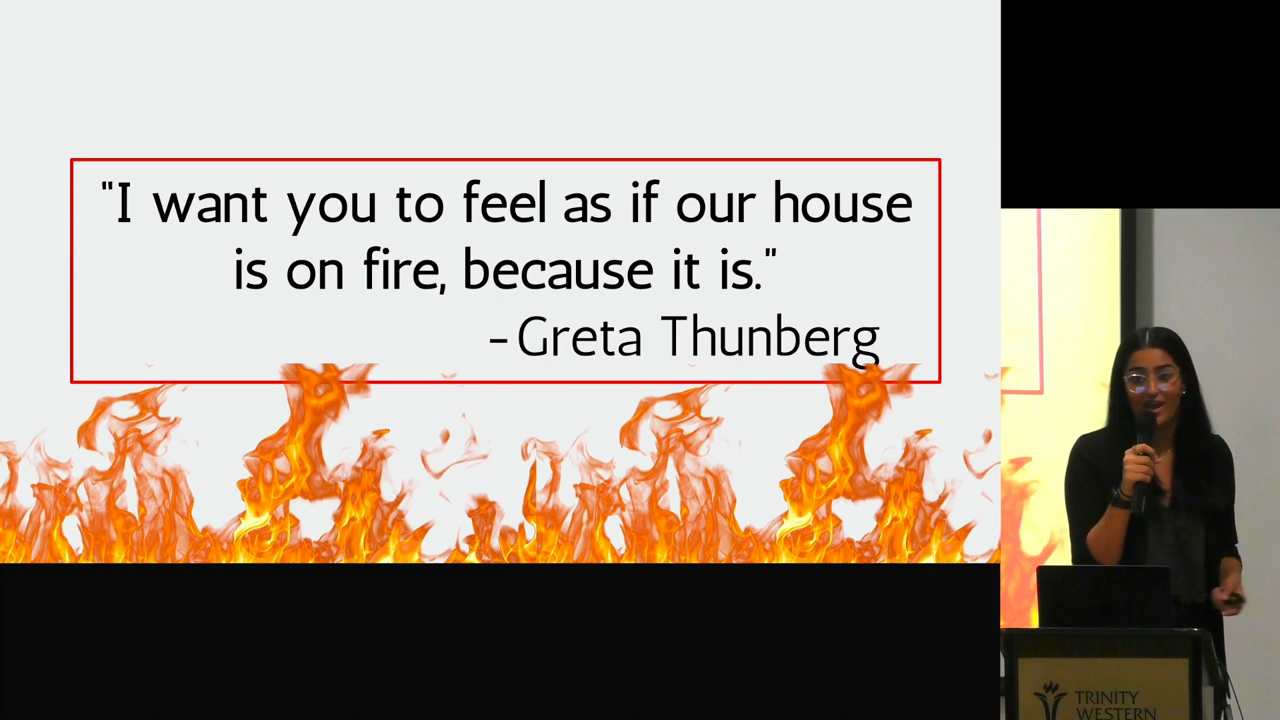 "I want you to feel as if our house
is on fire, because it is."
-Greta Thunberg
TRINITY
WESTERN